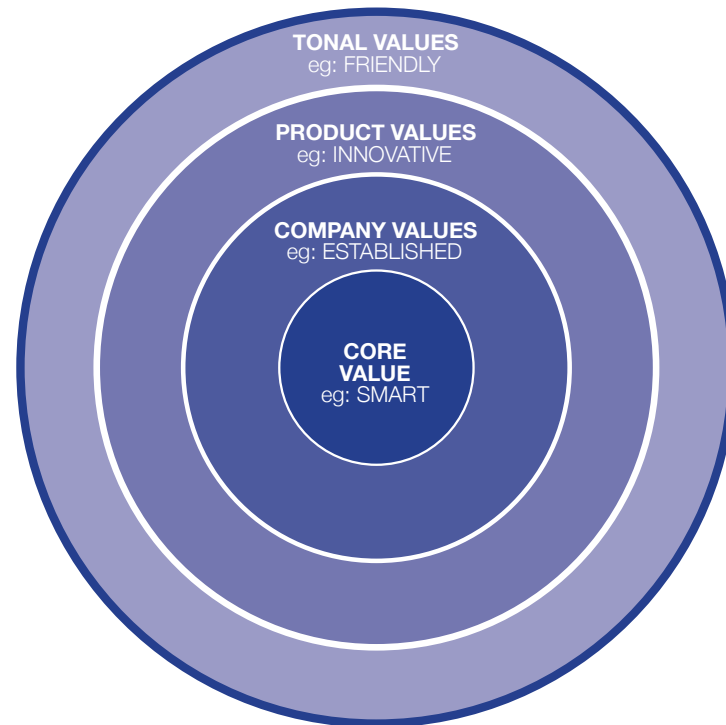 TONAL VALUES
eg: FRIENDLY
PRODUCT VALUES
eg: INNOVATIVE
COMPANY VALUES
eg: ESTABLISHED
CORE
VALUE
eg: SMART